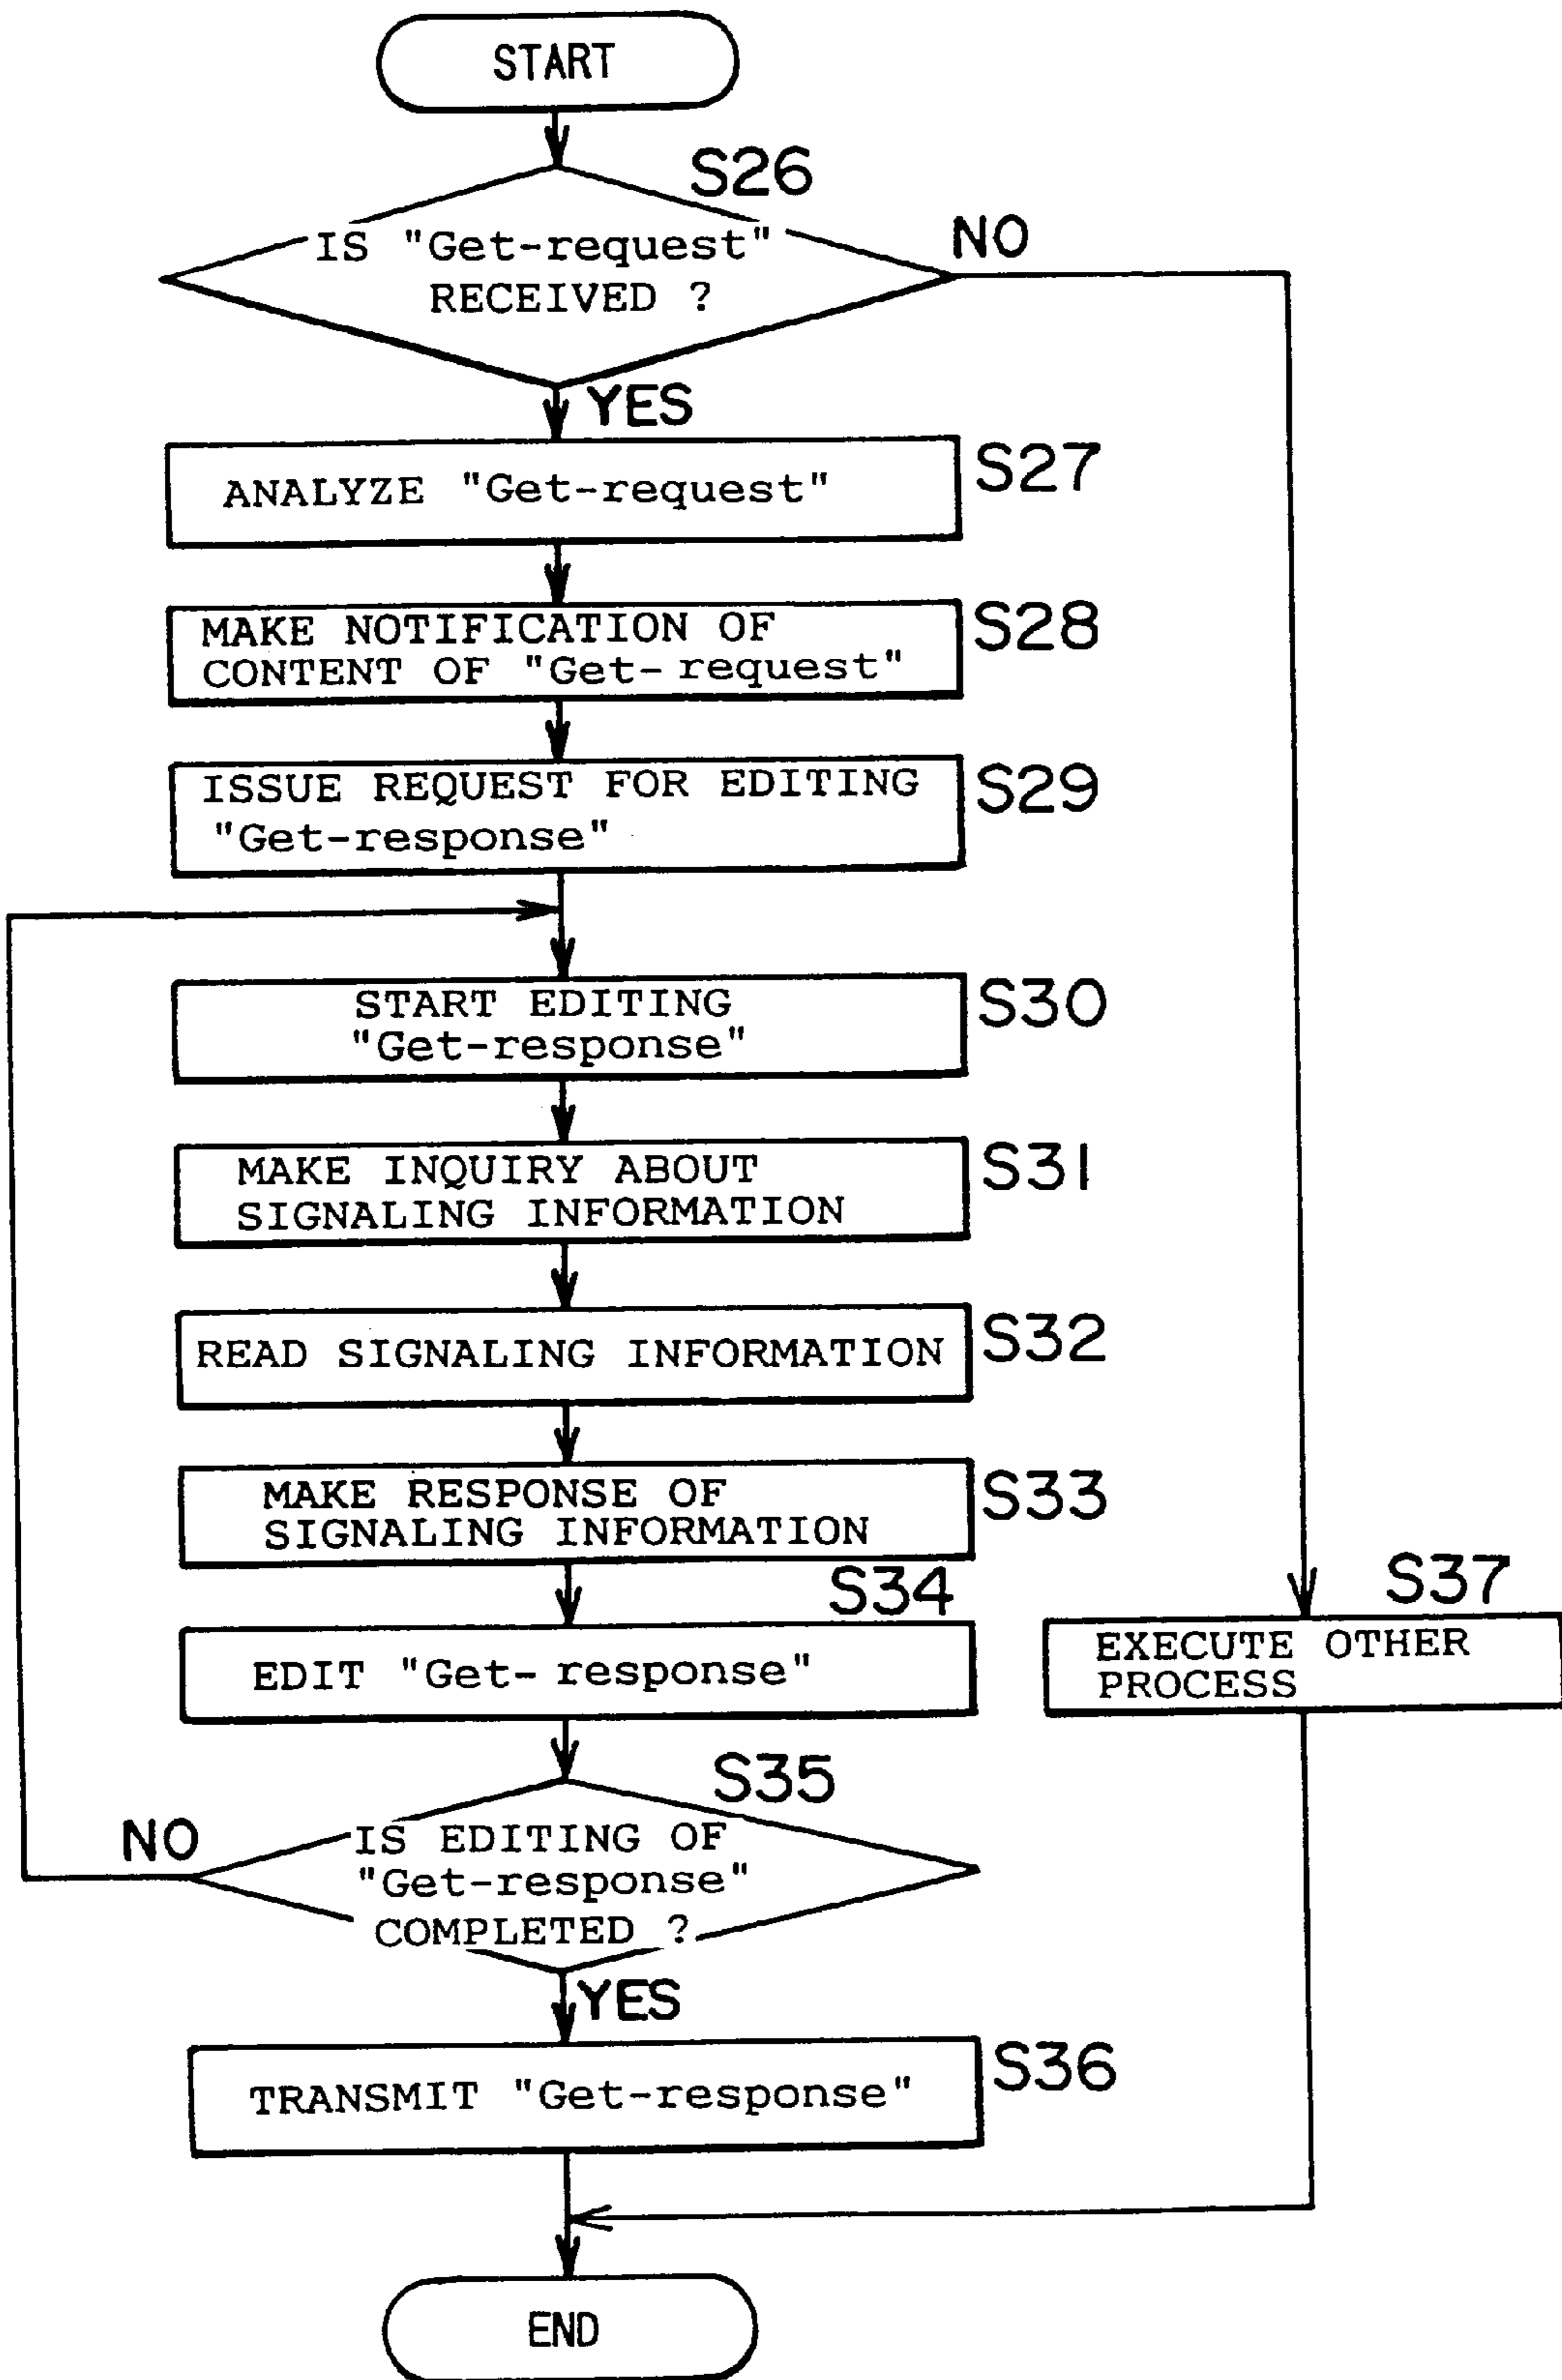 START
S26
IS "Get-request"
RECEIVED ?
NO
YES
ANALYZE "Get-request"
S27
MAKE NOTIFICATION OF
CONTENT OF "Get- request"
S28
ISSUE REQUEST FOR EDITING
"Get-response"
S29
START EDITING
"Get-response"
S30
MAKE INQUIRY ABOUT
SIGNALING INFORMATION
S31
READ SIGNALING INFORMATION
S32
MAKE RESPONSE OF
SIGNALING INFORMATION
S33
S34
EDIT "Get- response"
S37
EXECUTE OTHER
PROCESS
S35
NO
IS EDITING OF
"Get-response"
COMPLETED ?
YES
TRANSMIT "Get-response"
S36
END